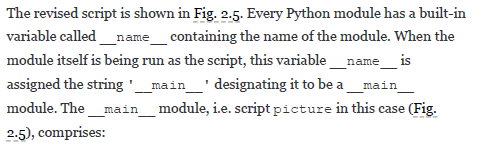 The revised script is shown in Fig. 2.5. Every Python module has a built-in
variable called __name__ containing the name of the module. When the
module itself is being run as the script, this variable __name__ is
assigned the string '__main__' designating it to be a __main__
module. The __main__ module, i.e. script picture in this case (Fig.
2.5), comprises: